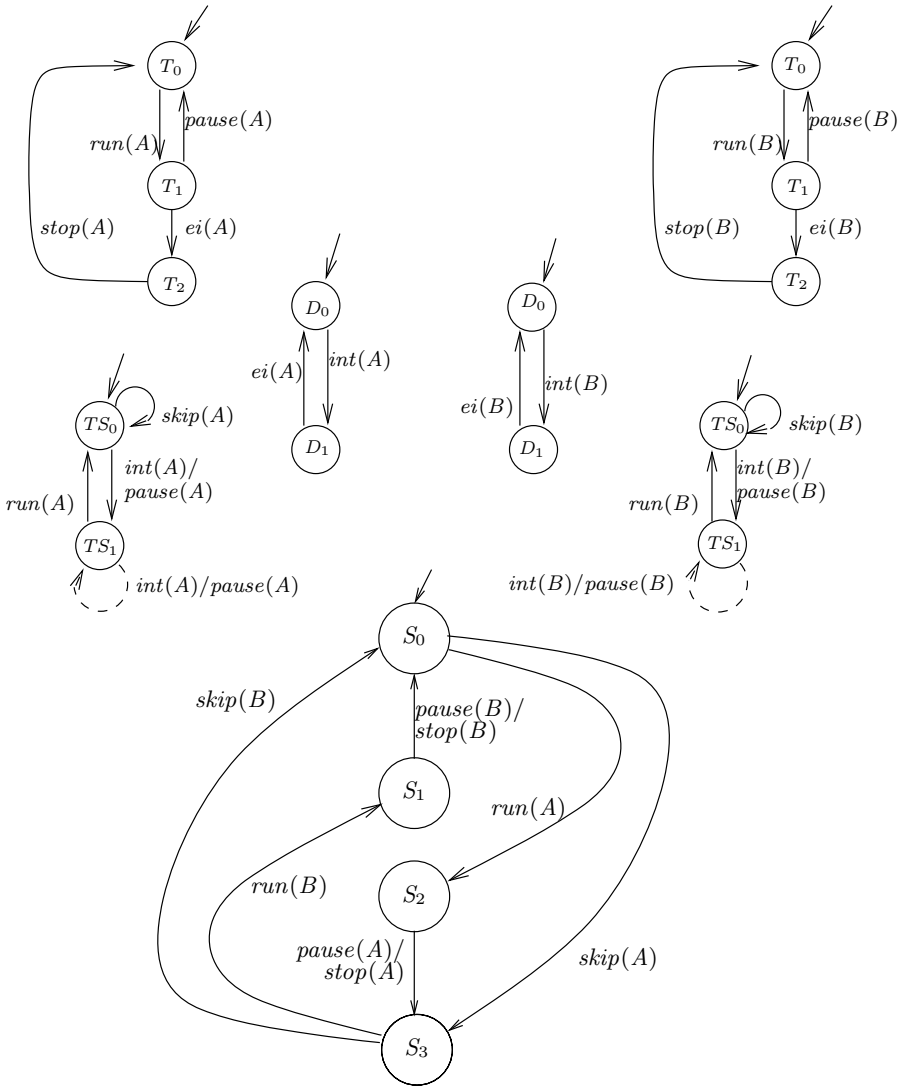 T₀
T₀
pause(A)
pause(B)
run(A)
run(B)
T₁
T₁
stop(A)
ei(A)
stop(B)
ei(B)
T₂
T₂
D₀
D₀
ei(A)
int(A)
ei(B)
int(B)
TS₀
skip(A)
TS₀
skip(B)
int(A)/
pause(A)
int(B)/
pause(B)
D₁
D₁
run(A)
run(B)
TS₁
TS₁
int(A)/pause(A)
int(B)/pause(B)
S₀
skip(B)
pause(B)/
stop(B)
S₁
run(A)
run(B)
S₂
pause(A)/
stop(A)
skip(A)
S₃